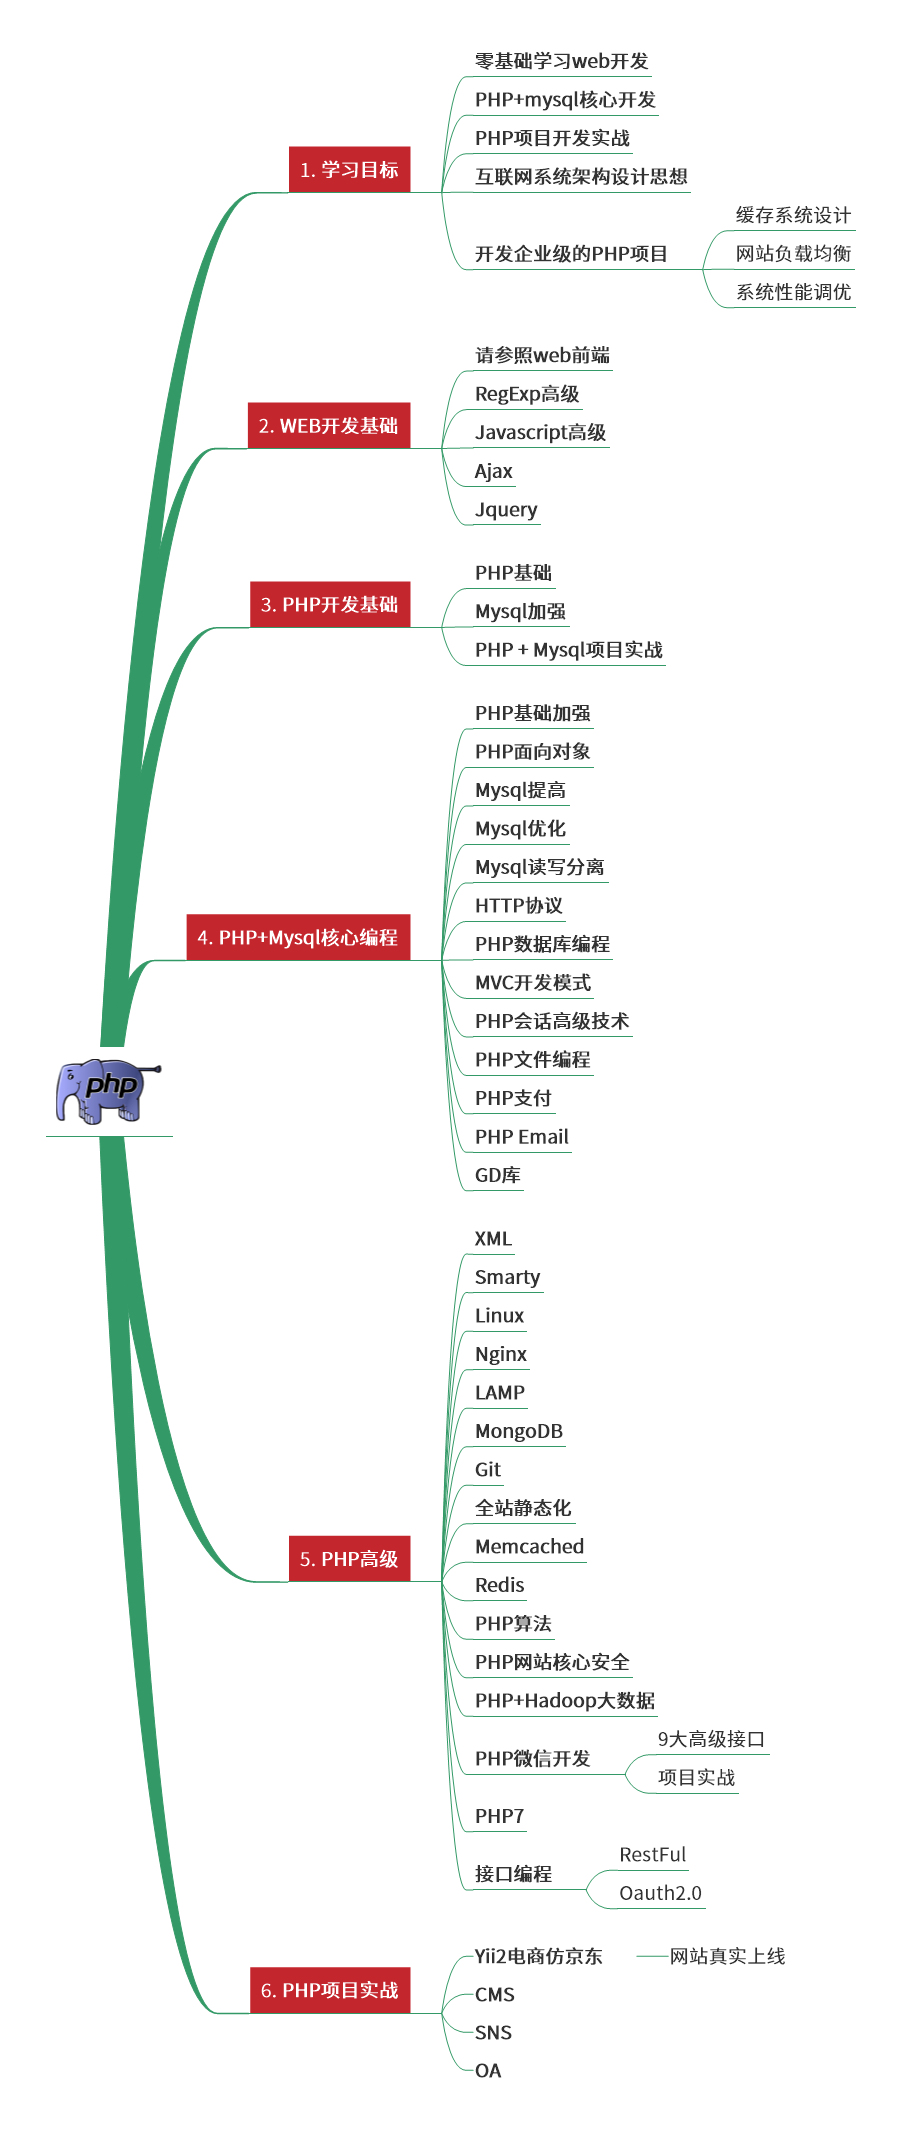 1. 学习目标
零基础学习web开发
PHP+mysql核心开发
PHP项目开发实战
互联网系统架构设计思想
开发企业级的PHP项目
缓存系统设计
网站负载均衡
系统性能调优
2. WEB开发基础
请参照web前端
RegExp高级
Javascript高级
Ajax
Jquery
3. PHP开发基础
PHP基础
Mysql加强
PHP + Mysql项目实战
4. PHP+Mysql核心编程
PHP基础加强
PHP面向对象
Mysql提高
Mysql优化
Mysql读写分离
HTTP协议
PHP数据库编程
MVC开发模式
PHP会话高级技术
PHP文件编程
PHP支付
PHP Email
GD库
php
5. PHP高级
XML
Smarty
Linux
Nginx
LAMP
MongoDB
Git
全站静态化
Memcached
Redis
PHP算法
PHP网站核心安全
PHP+Hadoop大数据
PHP微信开发
9大高级接口
项目实战
PHP7
接口编程
RestFul
Oauth2.0
6. PHP项目实战
Yii2电商仿京东
网站真实上线
CMS
SNS
OA